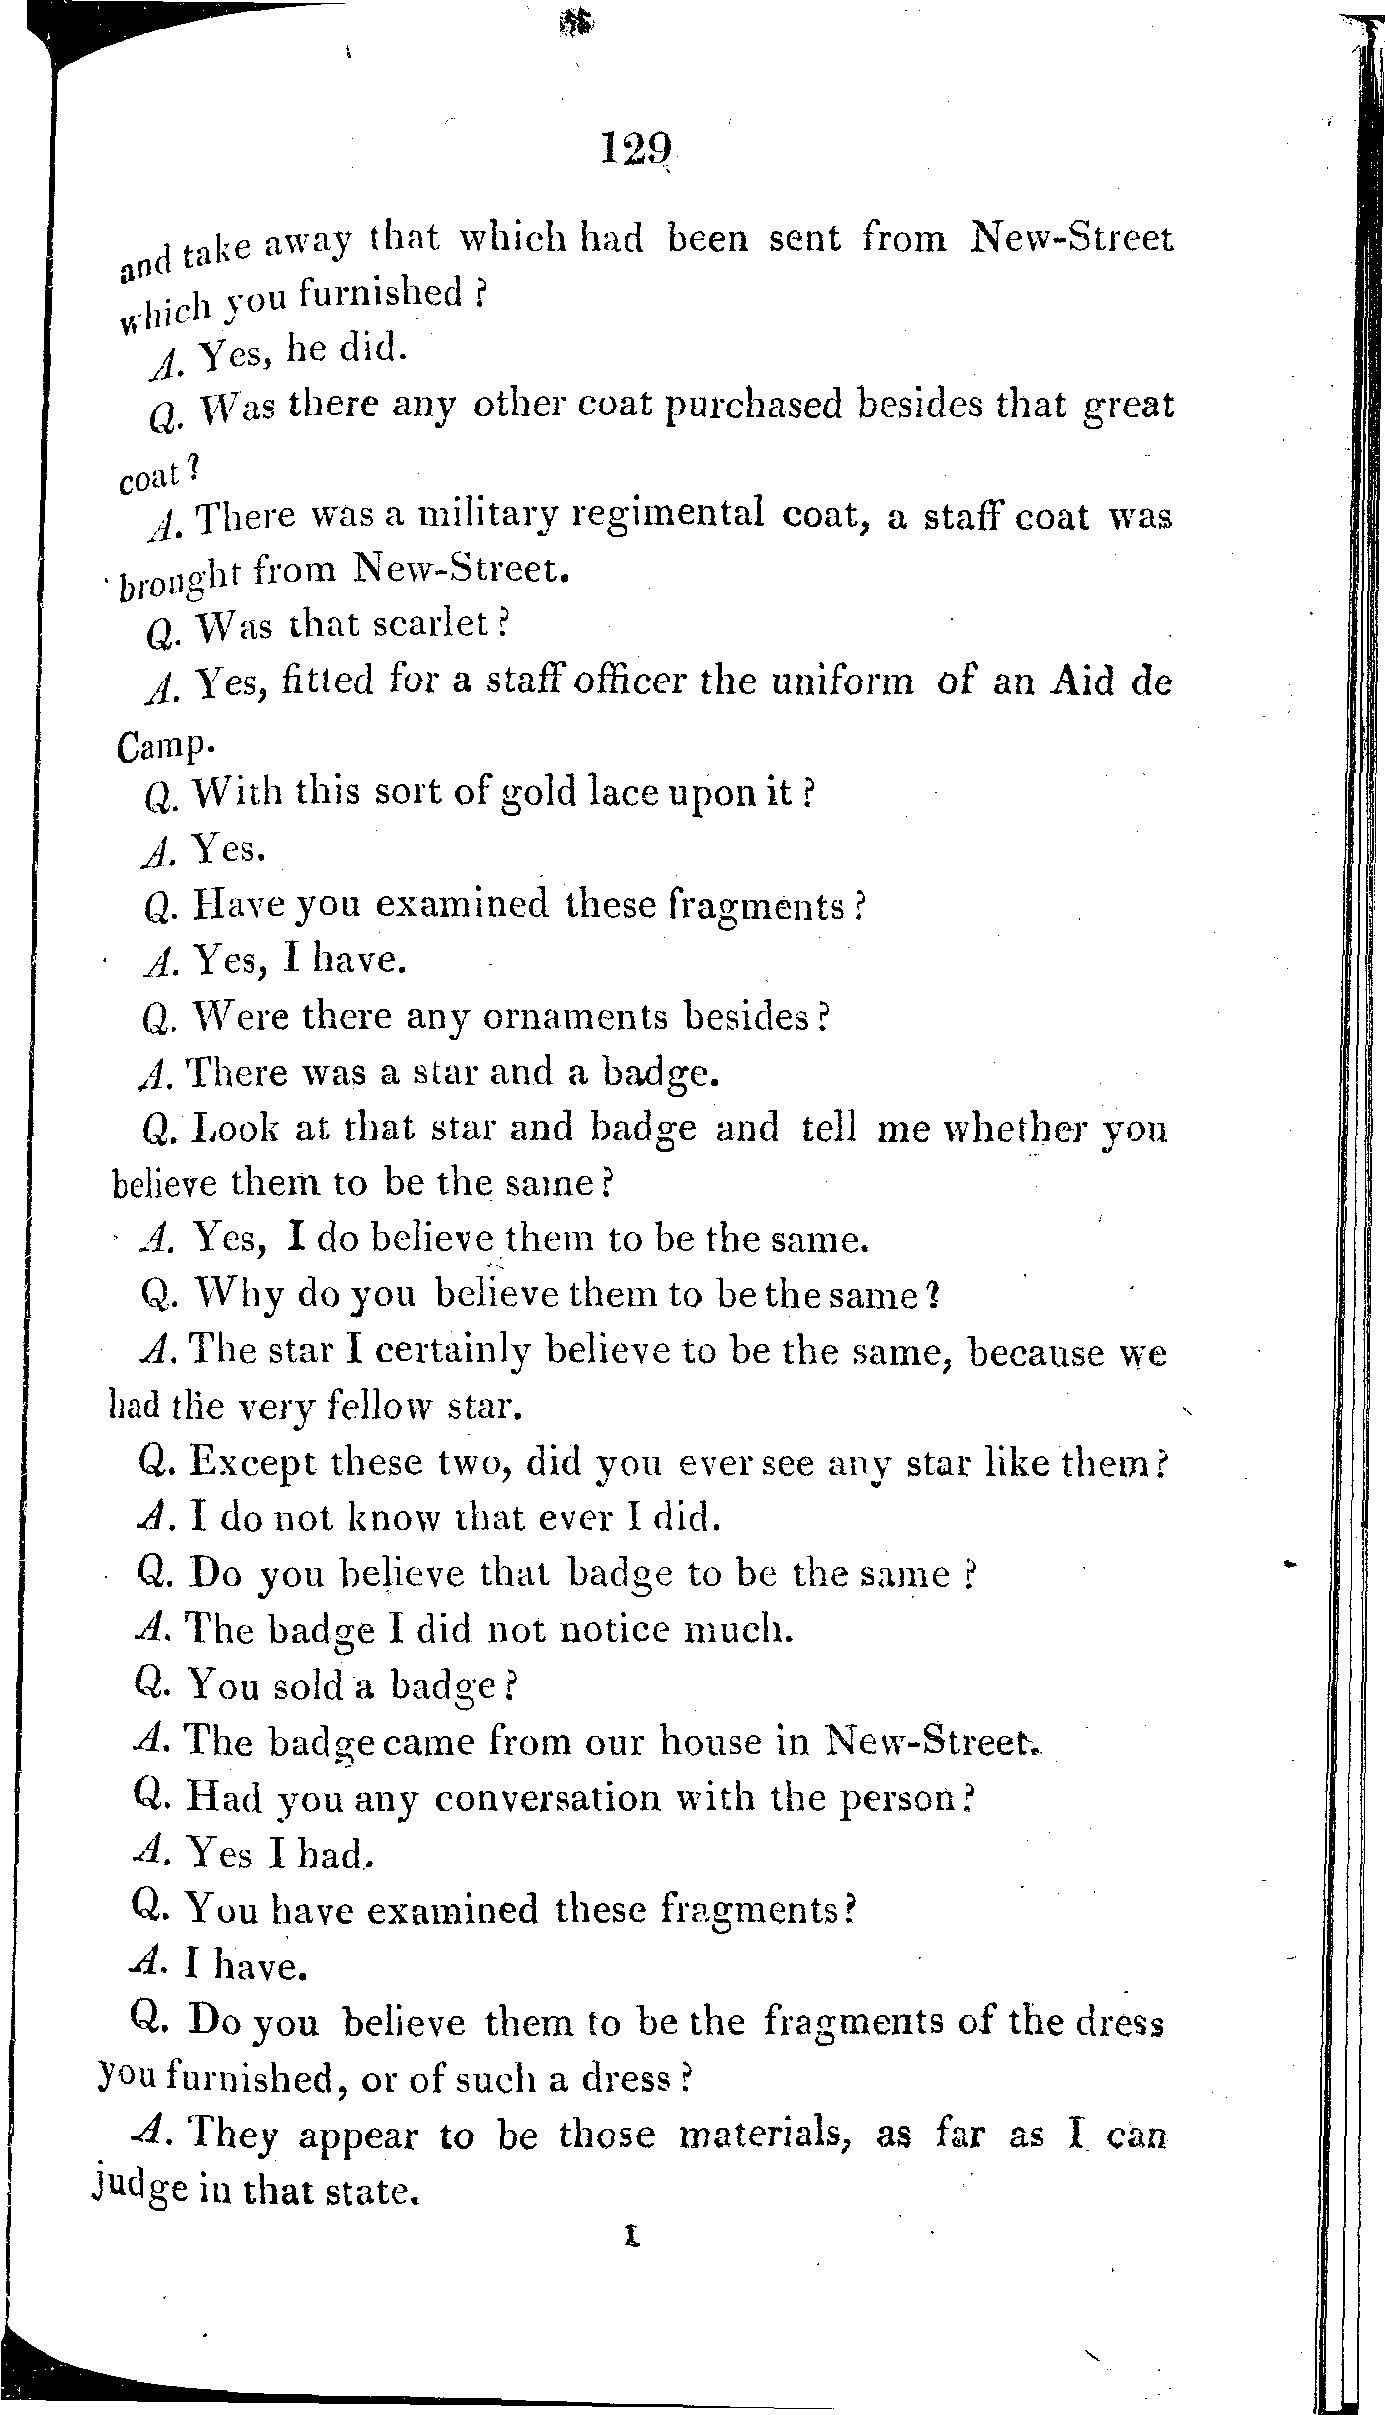 129
and take away that which had been sent from New-Street
which you furnished ?
A. Yes, he did.
Q. Was there any other coat purchased besides that great
coat ?
A. There was a military regimental coat, a staff coat was
brought from New-Street.
Q. Was that scarlet ?
A. Yes, fitted for a staff officer the uniform of an Aid de
Camp.
Q. With this sort of gold lace upon it ?
A. Yes.
Q. Have you examined these fragments ?
A. Yes, I have.
Q. Were there any ornaments besides ?
A. There was a star and a badge.
Q. Look at that star and badge and tell me whether you
believe them to be the same ?
A. Yes, I do believe them to be the same.
Q. Why do you believe them to be the same ?
A. The star I certainly believe to be the same, because we
had the very fellow star.
Q. Except these two, did you ever see any star like them ?
A. I do not know that ever I did.
Q. Do you believe that badge to be the same ?
A. The badge I did not notice much.
Q. You sold a badge ?
A. The badge came from our house in New-Street.
Q. Had you any conversation with the person ?
A. Yes I had.
Q. You have examined these fragments ?
A. I have.
Q. Do you believe them to be the fragments of the dress
you furnished, or of such a dress ?
A. They appear to be those materials, as far as I can
judge in that state.
I